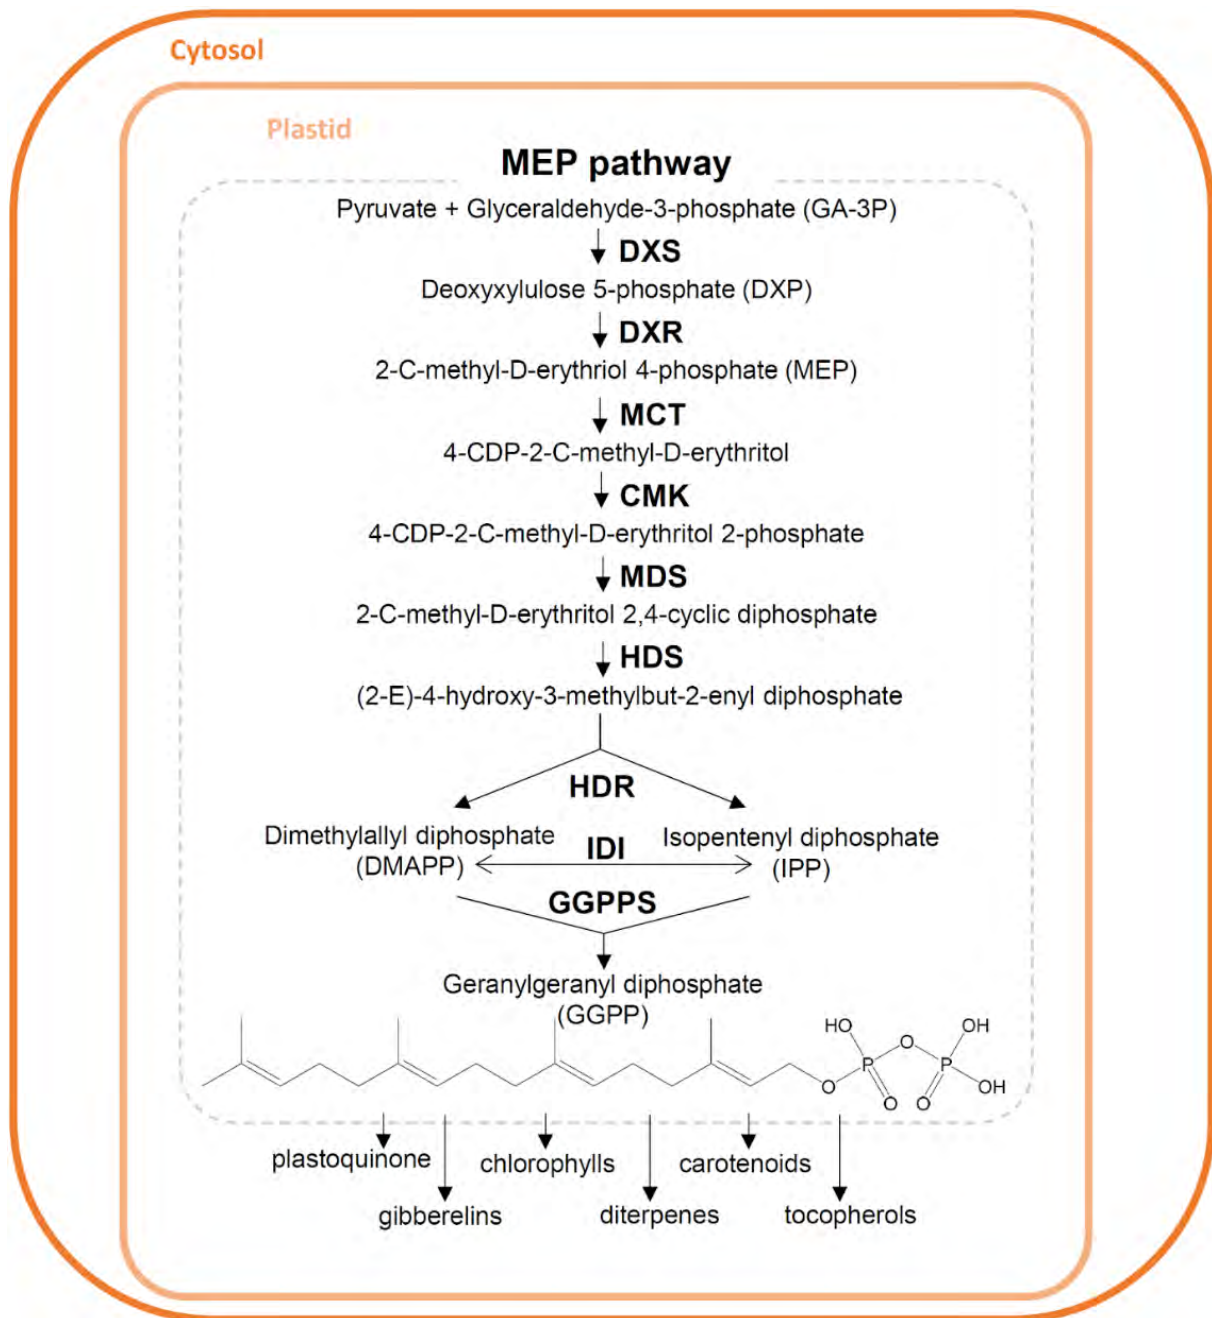 Cytosol
Plastid
MEP pathway
Pyruvate + Glyceraldehyde-3-phosphate (GA-3P)
DXS
Deoxyxylulose 5-phosphate (DXP)
DXR
2-C-methyl-D-erythriol 4-phosphate (MEP)
MCT
4-CDP-2-C-methyl-D-erythritol
CMK
4-CDP-2-C-methyl-D-erythritol 2-phosphate
MDS
2-C-methyl-D-erythritol 2,4-cyclic diphosphate
HDS
(2-E)-4-hydroxy-3-methylbut-2-enyl diphosphate
HDR
Dimethylallyl diphosphate
(DMAPP)
IDI
Isopentenyl diphosphate
(IPP)
GGPPS
Geranylgeranyl diphosphate
(GGPP)
HO OH
O
P P
O OH
O O
plastoquinone chlorophylls carotenoids
gibberelins diterpenes tocopherols